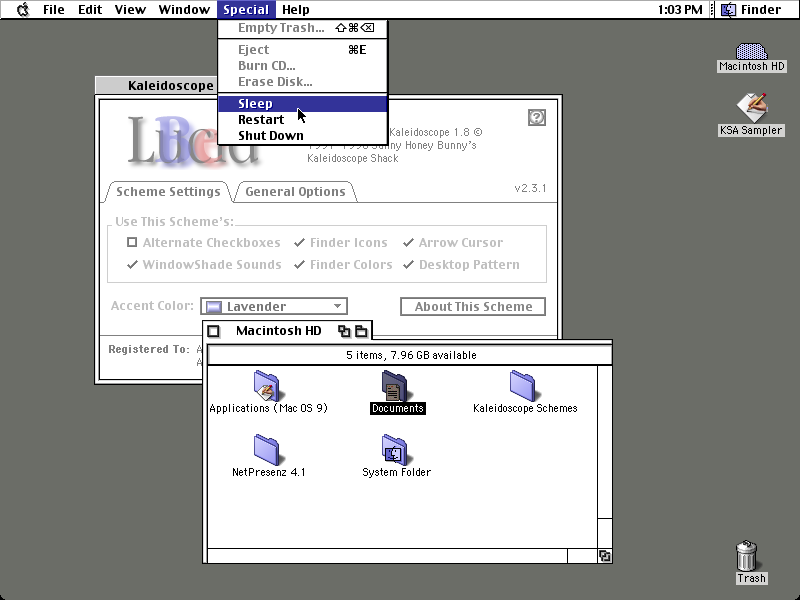 File Edit View Window Special Help 1:03 PM Finder
Empty Trash... ⇧⌘⌫
Eject ⌘E
Burn CD...
Erase Disk...
Sleep
Restart
Shut Down
Macintosh HD
KSA Sampler
Kaleidoscope
Lucid
Kaleidoscope 1.8 ©
Honey Bunny's
Kaleidoscope Shack
Scheme Settings General Options v2.3.1
Use This Scheme's:
Alternate Checkboxes Finder Icons Arrow Cursor
WindowShade Sounds Finder Colors Desktop Pattern
Accent Color: Lavender About This Scheme
Registered To:
Macintosh HD
5 items, 7.96 GB available
Applications (Mac OS 9) Documents Kaleidoscope Schemes
NetPresenz 4.1 System Folder
Trash